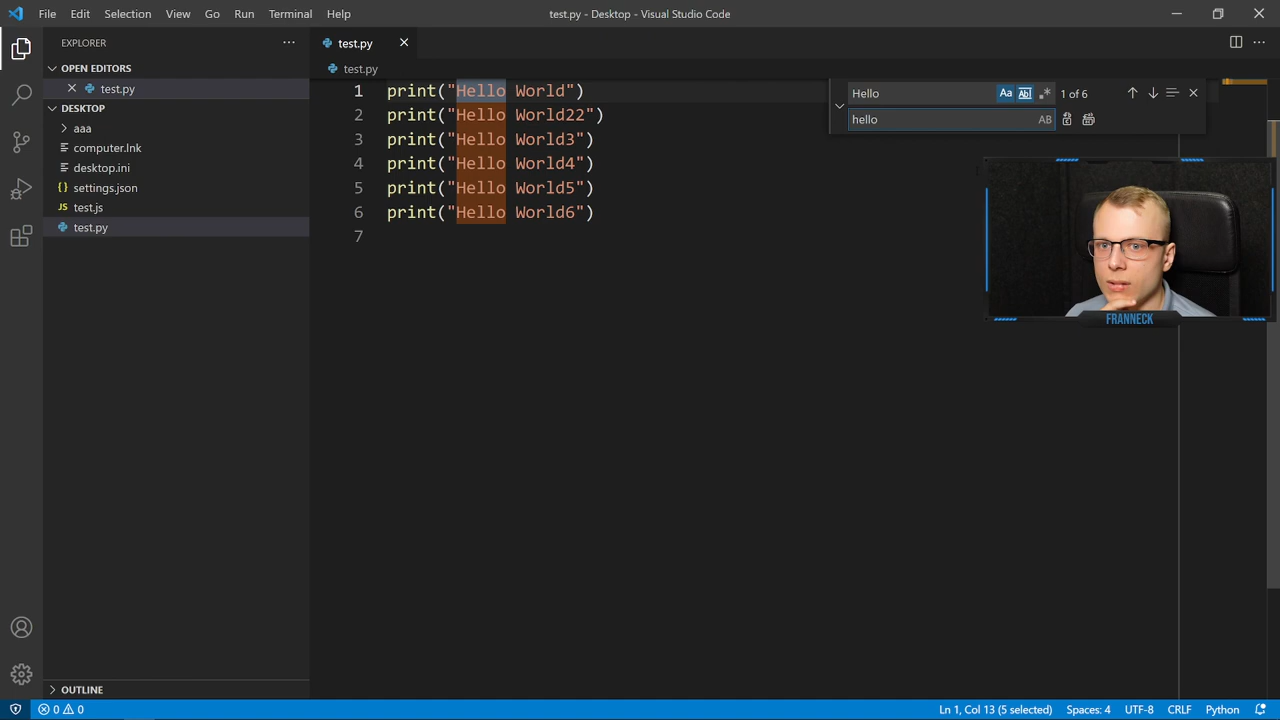 File Edit Selection View Go Run Terminal Help
test.py - Desktop - Visual Studio Code
EXPLORER
OPEN EDITORS
test.py
DESKTOP
aaa
computer.lnk
desktop.ini
settings.json
JS test.js
test.py
OUTLINE
test.py
test.py
1 print("Hello World")
2 print("Hello World22")
3 print("Hello World3")
4 print("Hello World4")
5 print("Hello World5")
6 print("Hello World6")
7
Hello Aa ab 1 of 6
hello AB
FRANNECK
0 0
Ln 1, Col 13 (5 selected) Spaces: 4 UTF-8 CRLF Python